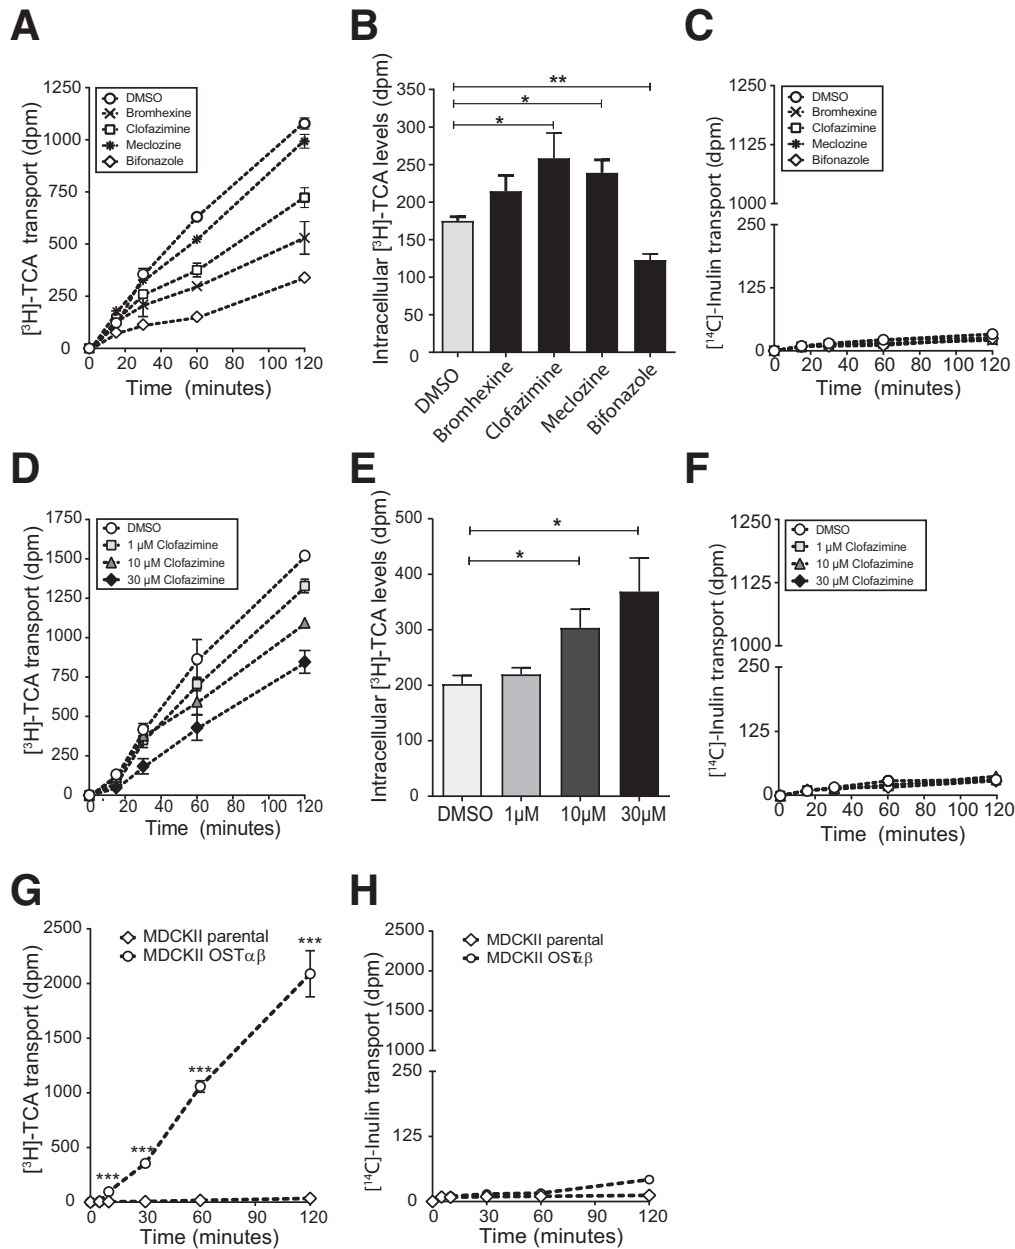 A
[³H]-TCA transport (dpm)
1250
1000
750
500
250
0
DMSO
Bromhexine
Clofazimine
Meclozine
Bifonazole
0 20 40 60 80 100 120
Time (minutes)
B
Intracellular [³H]-TCA levels (dpm)
350
300
250
200
150
100
50
0
**
*
*
DMSO
Bromhexine
Clofazimine
Meclozine
Bifonazole
C
[¹⁴C]-Inulin transport (dpm)
1250
1125
1000
250
125
0
DMSO
Bromhexine
Clofazimine
Meclozine
Bifonazole
0 20 40 60 80 100 120
Time (minutes)
D
[³H]-TCA transport (dpm)
1750
1500
1250
1000
750
500
250
0
DMSO
1 µM Clofazimine
10 µM Clofazimine
30 µM Clofazimine
0 20 40 60 80 100 120
Time (minutes)
E
Intracellular [³H]-TCA levels (dpm)
500
400
300
200
100
0
*
*
DMSO 1µM 10µM 30µM
F
[¹⁴C]-Inulin transport (dpm)
1250
1125
1000
250
125
0
DMSO
1 µM Clofazimine
10 µM Clofazimine
30 µM Clofazimine
0 20 40 60 80 100 120
Time (minutes)
G
[³H]-TCA transport (dpm)
2500
2000
1500
1000
500
0
MDCKII parental
MDCKII OSTαβ
***
***
***
***
0 30 60 90 120
Time (minutes)
H
[¹⁴C]-Inulin transport (dpm)
2500
2000
1500
1000
250
125
0
MDCKII parental
MDCKII OSTαβ
0 30 60 90 120
Time (minutes)